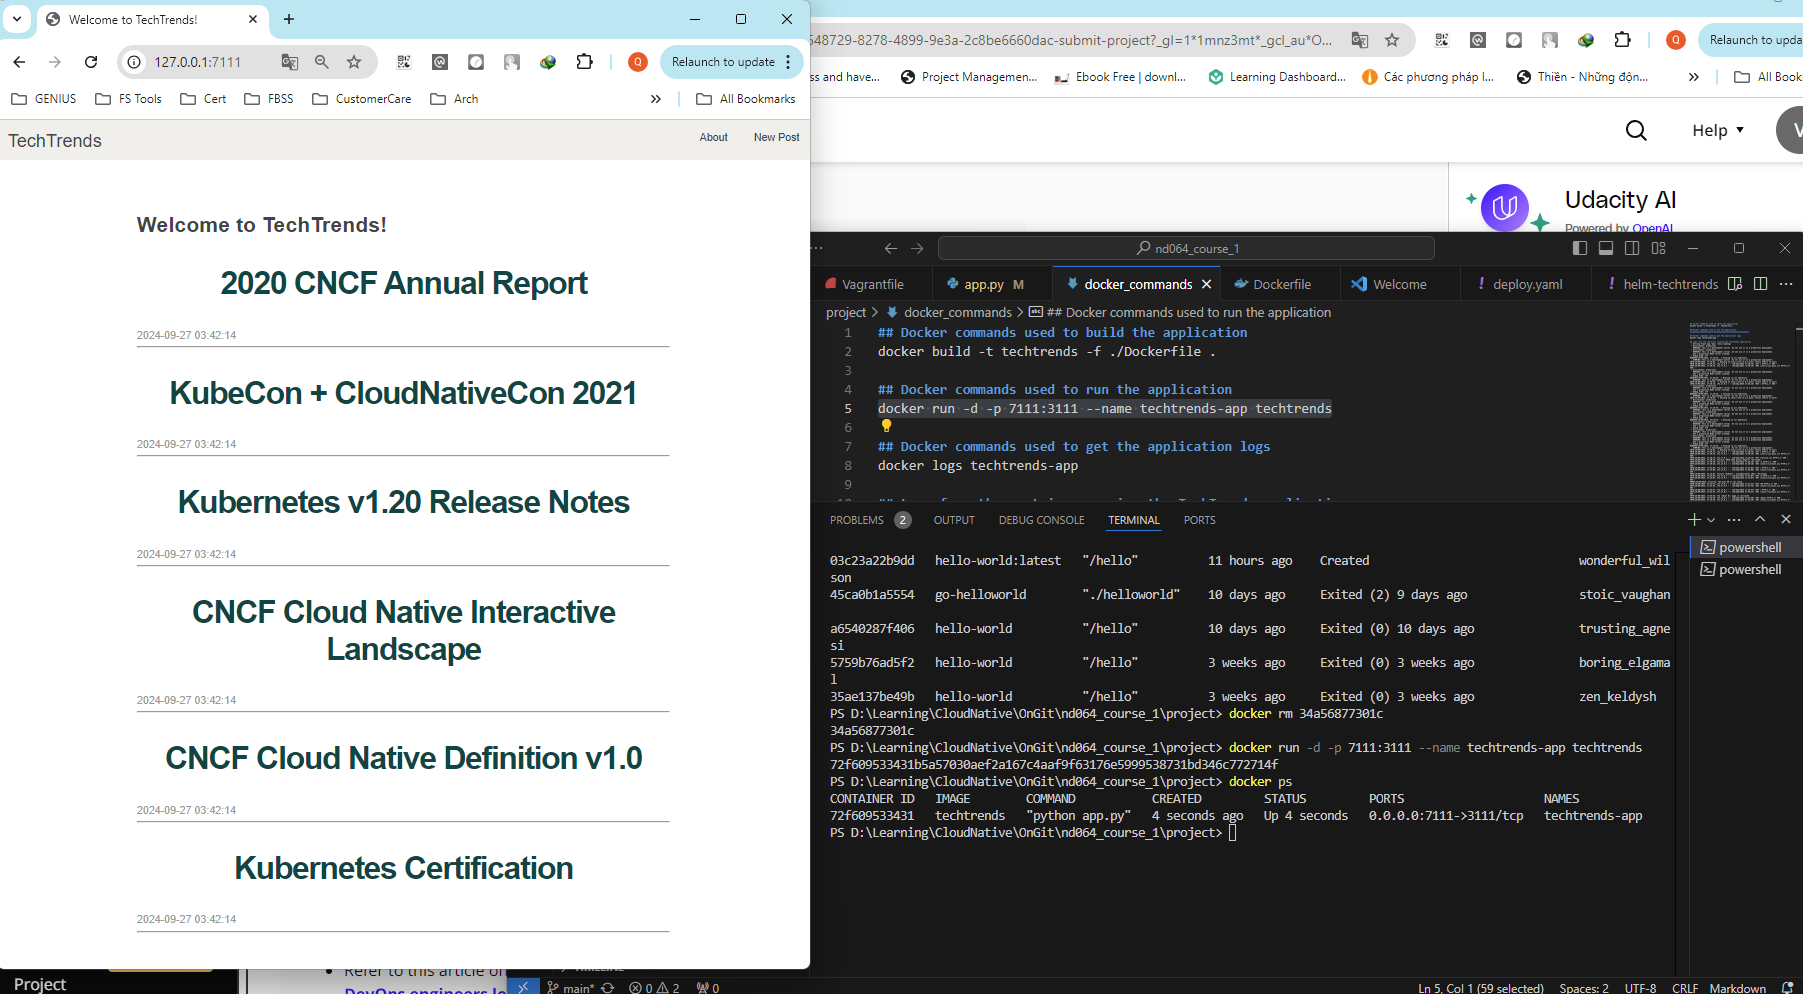 Welcome to TechTrends!
127.0.0.1:7111
Relaunch to update
GENIUS
FS Tools
Cert
FBSS
CustomerCare
Arch
All Bookmarks
TechTrends
About
New Post
Welcome to TechTrends!
2020 CNCF Annual Report
2024-09-27 03:42:14
KubeCon + CloudNativeCon 2021
2024-09-27 03:42:14
Kubernetes v1.20 Release Notes
2024-09-27 03:42:14
CNCF Cloud Native Interactive
Landscape
2024-09-27 03:42:14
CNCF Cloud Native Definition v1.0
2024-09-27 03:42:14
Kubernetes Certification
2024-09-27 03:42:14
Project
Refer to this article on
DevOps engineers
548729-8278-4899-9e3a-2c8be6660dac-submit-project?_gl=1*1mnz3mt*_gcl_au*O...
Q
Relaunch to upda
ss and have...
Project Managemen...
Ebook Free | downl...
Learning Dashboard...
Các phương pháp l...
Thiền - Những độn...
All Book
Help
V
Udacity AI
Powered by OpenAI
nd064_course_1
Vagrantfile
app.py M
docker_commands
Dockerfile
Welcome
deploy.yaml
helm-techtrends
project > docker_commands > ## Docker commands used to run the application
1 ## Docker commands used to build the application
2 docker build -t techtrends -f ./Dockerfile .
3
4 ## Docker commands used to run the application
5 docker run -d -p 7111:3111 --name techtrends-app techtrends
6
7 ## Docker commands used to get the application logs
8 docker logs techtrends-app
9
PROBLEMS 2 OUTPUT DEBUG CONSOLE TERMINAL PORTS
powershell
powershell
03c23a22b9dd hello-world:latest "/hello" 11 hours ago Created wonderful_wil
son
45ca0b1a5554 go-helloworld "./helloworld" 10 days ago Exited (2) 9 days ago stoic_vaughan
a6540287f406 hello-world "/hello" 10 days ago Exited (0) 10 days ago trusting_agne
si
5759b76ad5f2 hello-world "/hello" 3 weeks ago Exited (0) 3 weeks ago boring_elgama
l
35ae137be49b hello-world "/hello" 3 weeks ago Exited (0) 3 weeks ago zen_keldysh
PS D:\Learning\CloudNative\OnGit\nd064_course_1\project> docker rm 34a56877301c
34a56877301c
PS D:\Learning\CloudNative\OnGit\nd064_course_1\project> docker run -d -p 7111:3111 --name techtrends-app techtrends
72f609533431b5a57030aef2a167c4aaf9f63176e5999538731bd346c772714f
PS D:\Learning\CloudNative\OnGit\nd064_course_1\project> docker ps
CONTAINER ID IMAGE COMMAND CREATED STATUS PORTS NAMES
72f609533431 techtrends "python app.py" 4 seconds ago Up 4 seconds 0.0.0.0:7111->3111/tcp techtrends-app
PS D:\Learning\CloudNative\OnGit\nd064_course_1\project>
main* 0 2 0
Ln 5, Col 1 (59 selected) Spaces: 2 UTF-8 CRLF Markdown